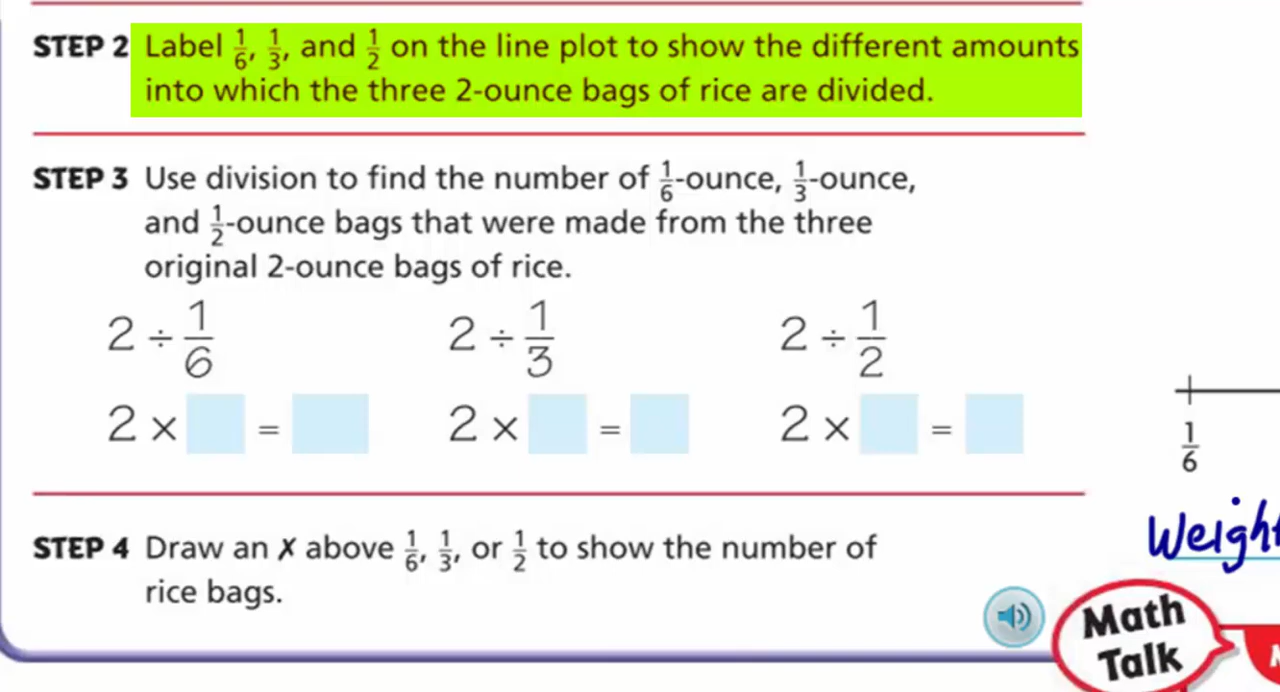 STEP 2 Label 1/6, 1/3, and 1/2 on the line plot to show the different amounts
into which the three 2-ounce bags of rice are divided.
STEP 3 Use division to find the number of 1/6-ounce, 1/3-ounce,
and 1/2-ounce bags that were made from the three
original 2-ounce bags of rice.
2 ÷ 1/6 2 ÷ 1/3 2 ÷ 1/2
2 × = 2 × = 2 × =
1/6
STEP 4 Draw an ✗ above 1/6, 1/3, or 1/2 to show the number of
rice bags.
Math
Talk